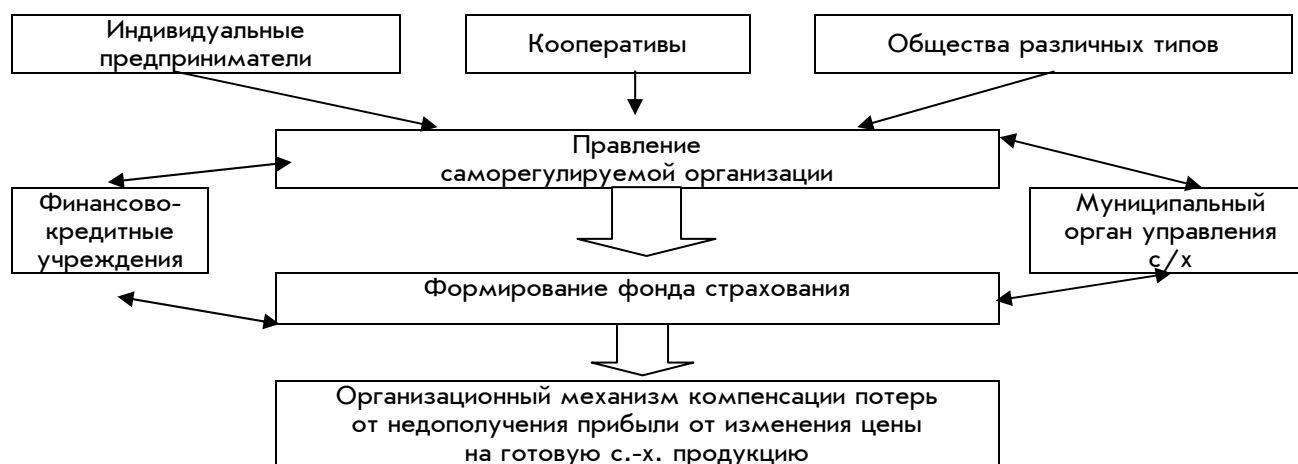 Индивидуальные
предприниматели
Кооперативы
Общества различных типов
Правление
саморегулируемой организации
Финансово-
кредитные
учреждения
Муниципальный
орган управления
с/х
Формирование фонда страхования
Организационный механизм компенсации потерь
от недополучения прибыли от изменения цены
на готовую с.-х. продукцию